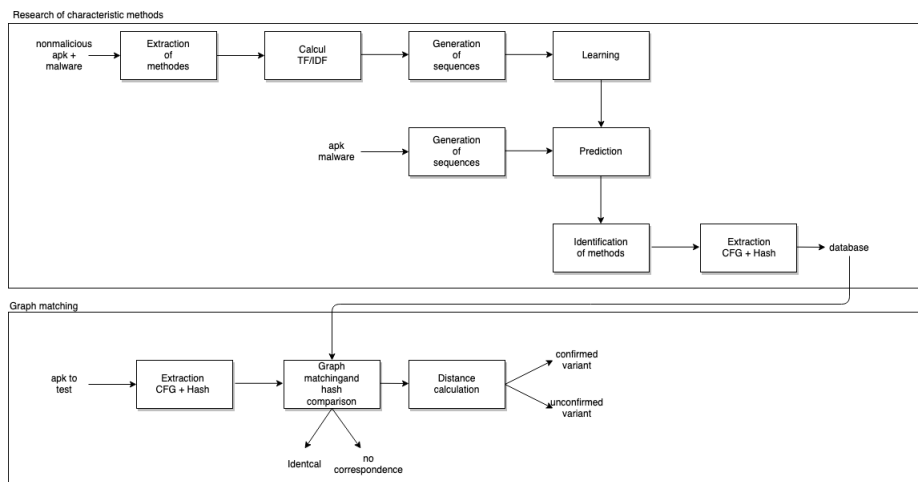 Research of characteristic methods
nonmalicious
apk +
malware
Extraction
of
methodes
Calcul
TF/IDF
Generation
of
sequences
Learning
apk
malware
Generation
of
sequences
Prediction
Identification
of methods
Extraction
CFG + Hash
database
Graph matching
apk to
test
Extraction
CFG + Hash
Graph
matchingand
hash
comparison
Distance
calculation
confirmed
variant
unconfirmed
variant
Identcal
no
correspondence